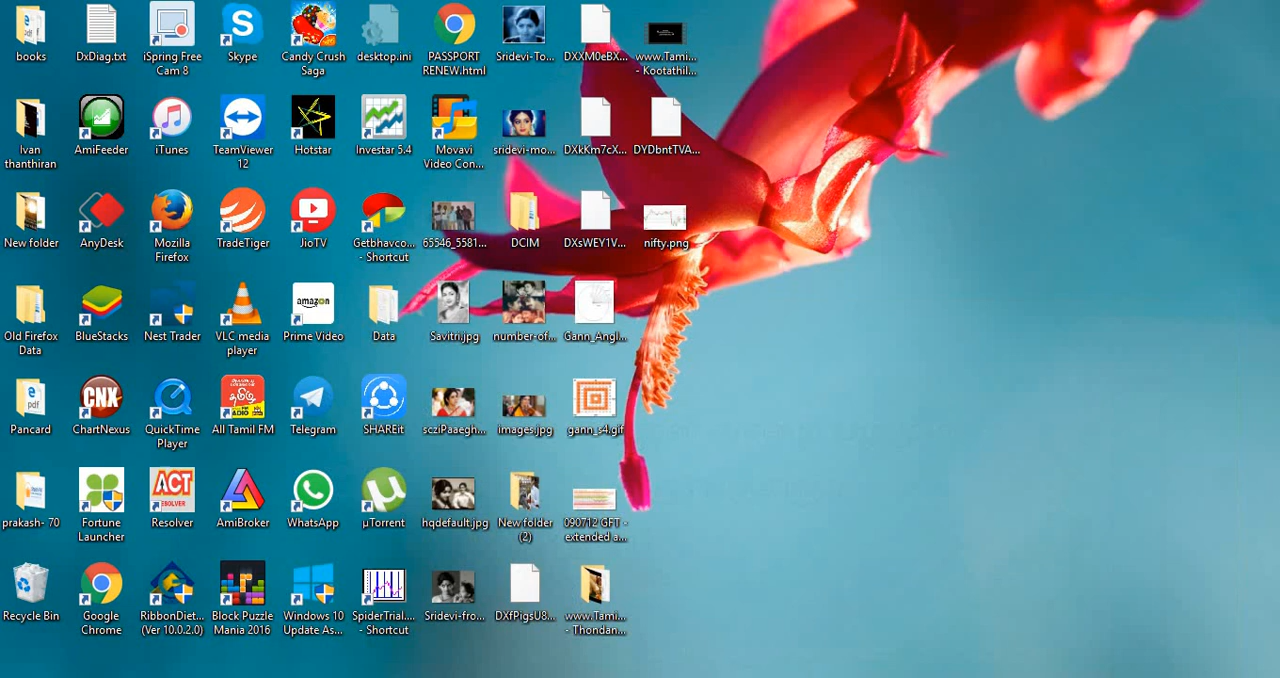 books
DxDiag.txt
iSpring Free
Cam 8
Skype
Candy Crush
Saga
desktop.ini
PASSPORT
RENEW.html
Sridevi-To...
DXXM0eBX...
www.Tami...
- Kootathil...
Ivan
thanthiran
AmiFeeder
iTunes
TeamViewer
12
Hotstar
Investar 5.4
Movavi
Video Con...
sridevi-mo...
DXkKm7cX...
DYDbntTVA...
New folder
AnyDesk
Mozilla
Firefox
TradeTiger
JioTV
Getbhavco...
- Shortcut
65546_5581...
DCIM
DXsWEY1V...
nifty.png
Old Firefox
Data
BlueStacks
Nest Trader
VLC media
player
amazon
Prime Video
Data
Savitri.jpg
number-of...
Gann_Angl...
Pancard
CNX
ChartNexus
QuickTime
Player
தமிழ்
All Tamil FM
Telegram
SHAREit
scziPaaegh...
images.jpg
gann_s4.gif
prakash- 70
Fortune
Launcher
ACT
RESOLVER
Resolver
AmiBroker
WhatsApp
µ
µTorrent
hqdefault.jpg
New folder
(2)
090712 GFT -
extended a...
Recycle Bin
Google
Chrome
RibbonDiet...
(Ver 10.0.2.0)
Block Puzzle
Mania 2016
Windows 10
Update As...
SpiderTrial....
- Shortcut
Sridevi-fro...
DXfPigsU8...
www.Tami...
- Thondan...